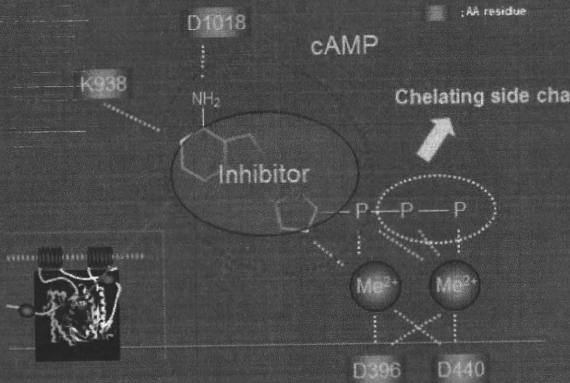 D1018
: AA residue
cAMP
K938
NH₂
Chelating side cha
Inhibitor
P P P
Me²⁺ Me²⁺
D396 D440